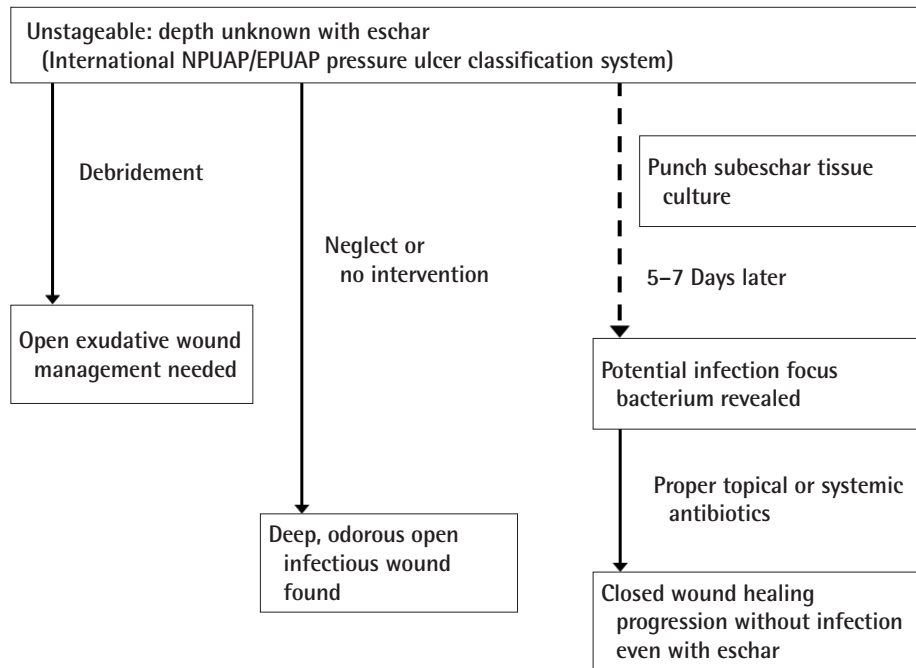 Unstageable: depth unknown with eschar
(International NPUAP/EPUAP pressure ulcer classification system)
Debridement
Open exudative wound
management needed
Neglect or
no intervention
Deep, odorous open
infectious wound
found
Punch subeschar tissue
culture
5–7 Days later
Potential infection focus
bacterium revealed
Proper topical or systemic
antibiotics
Closed wound healing
progression without infection
even with eschar